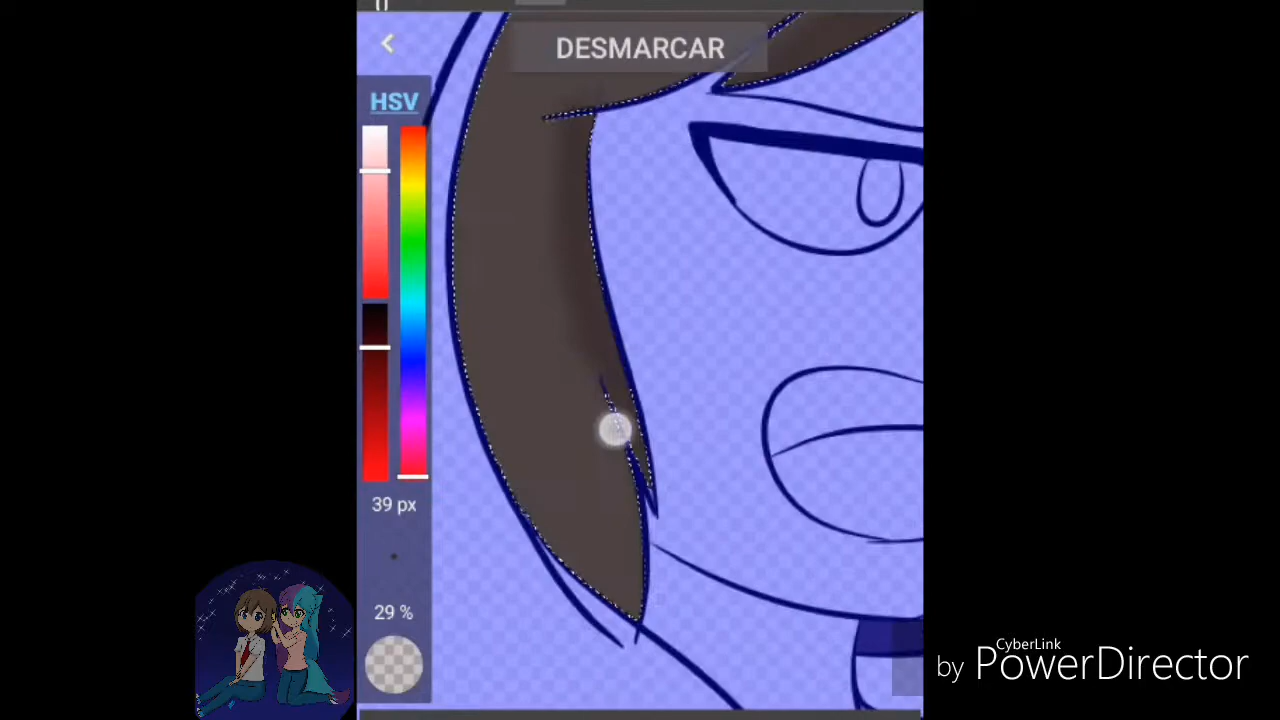 DESMARCAR
HSV
39 px
29 %
CyberLink
by PowerDirector